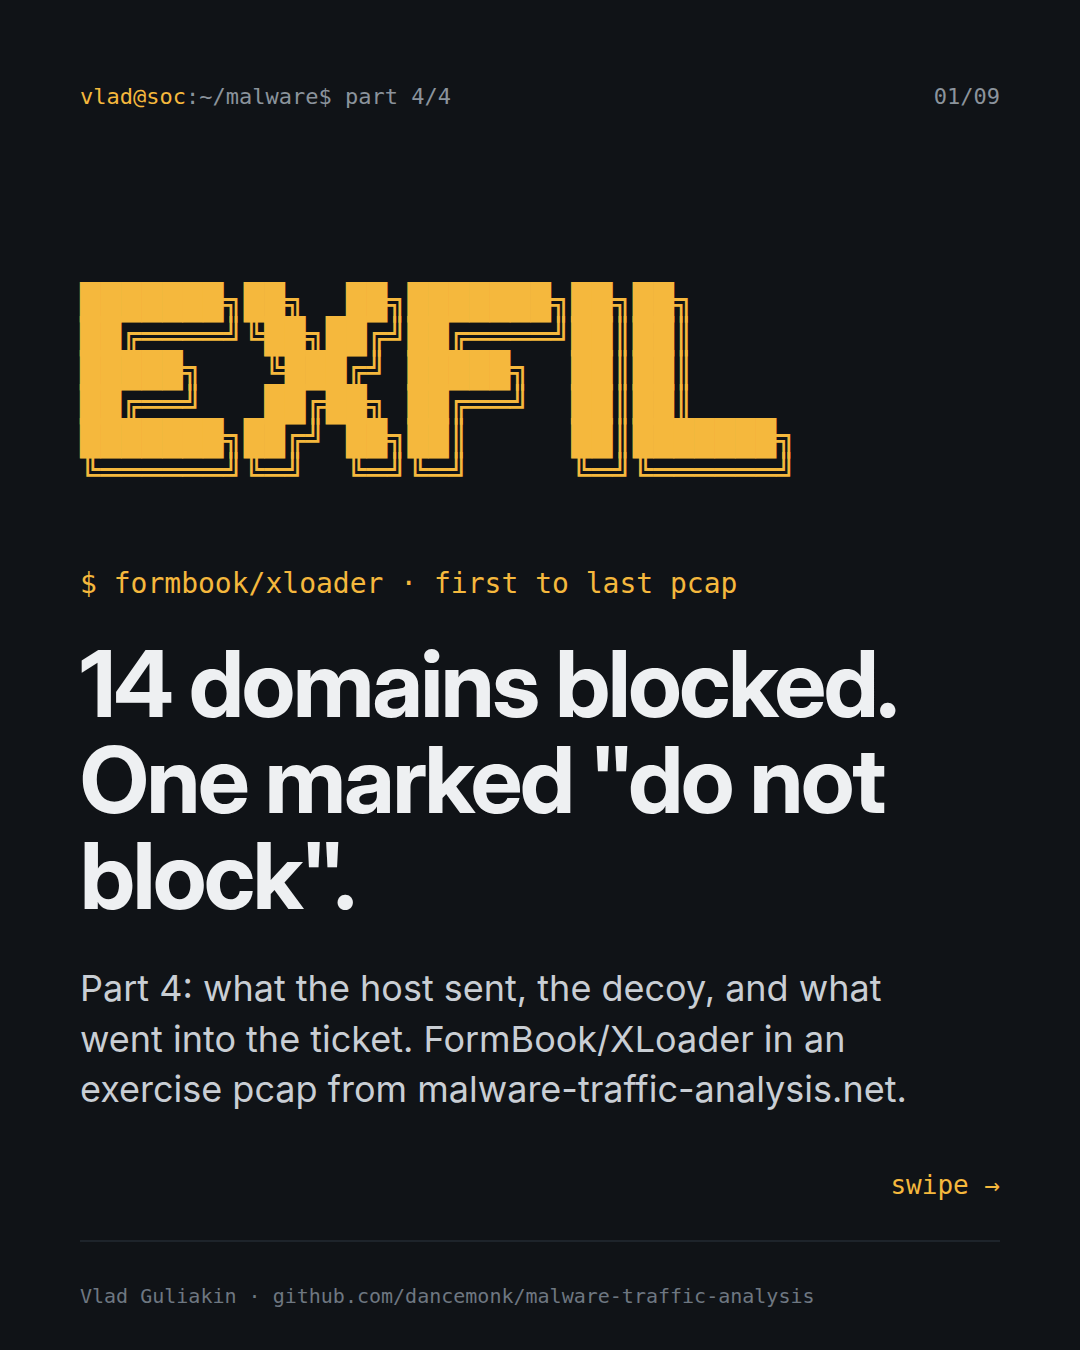 vlad@soc:~/malware$ part 4/4
01/09
EXFIL
$ formbook/xloader · first to last pcap
14 domains blocked.
One marked "do not
block".
Part 4: what the host sent, the decoy, and what
went into the ticket. FormBook/XLoader in an
exercise pcap from malware-traffic-analysis.net.
swipe →
Vlad Guliakin · github.com/dancemonk/malware-traffic-analysis